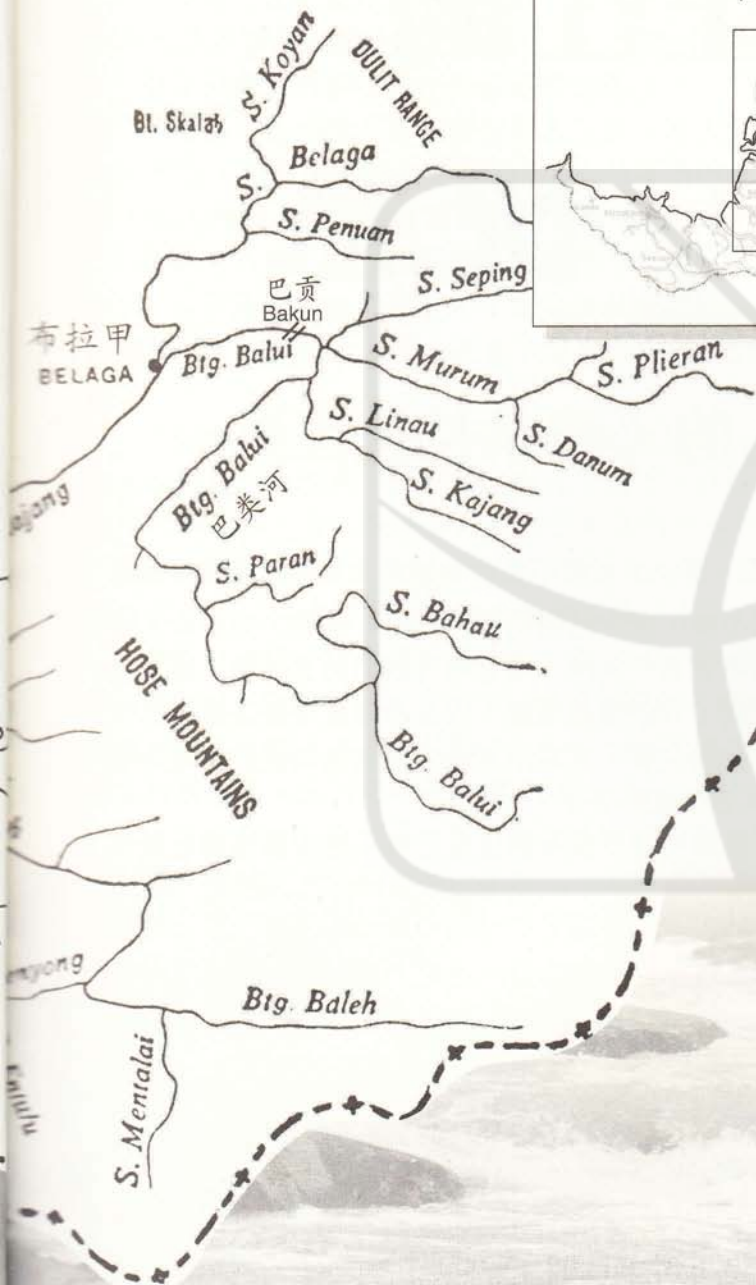 S. Koyan
DULIT RANGE
Bt. Skalah
S. Belaga
S. Penuan
巴贡
Bakun
S. Seping
布拉甲
BELAGA
Btg. Balui
S. Murum
S. Plieran
S. Linau
S. Danum
Btg. Balui
巴类河
S. Kajang
S. Paran
S. Bahau
HOSE MOUNTAINS
Btg. Balui
Btg. Baleh
S. Mentalai